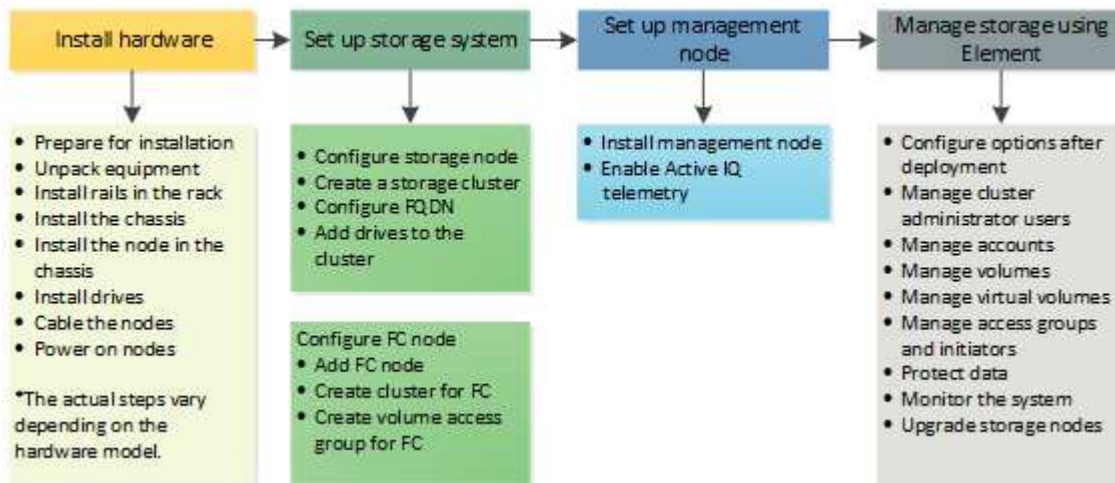 Install hardware
Set up storage system
Set up management
node
Manage storage using
Element
• Prepare for installation
• Unpack equipment
• Install rails in the rack
• Install the chassis
• Install the node in the
chassis
• Install drives
• Cable the nodes
• Power on nodes
*The actual steps vary
depending on the
hardware model.
• Configure storage node
• Create a storage cluster
• Configure FQDN
• Add drives to the
cluster
Configure FC node
• Add FC node
• Create cluster for FC
• Create volume access
group for FC
• Install management node
• Enable Active IQ
telemetry
• Configure options after
deployment
• Manage cluster
administrator users
• Manage accounts
• Manage volumes
• Manage virtual volumes
• Manage access groups
and initiators
• Protect data
• Monitor the system
• Upgrade storage nodes